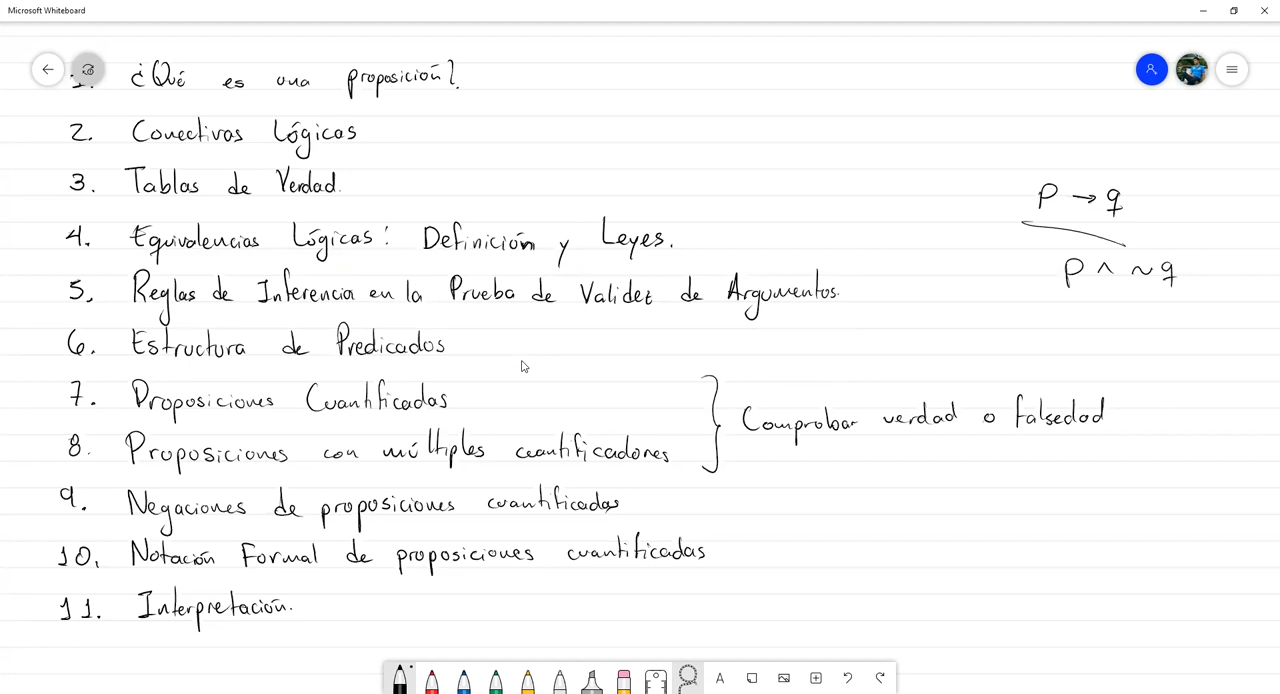 Microsoft Whiteboard
1. ¿Qué es una proposición?
2. Conectivas Lógicas
3. Tablas de Verdad.
4. Equivalencias Lógicas: Definición y Leyes.
5. Reglas de Inferencia en la Prueba de Validez de Argumentos.
6. Estructura de Predicados
7. Proposiciones Cuantificadas
8. Proposiciones con múltiples cuantificadores
Comprobar verdad o falsedad
9. Negaciones de proposiciones cuantificadas
10. Notación Formal de proposiciones cuantificadas
11. Interpretación.
P → q
P ∧ ~q